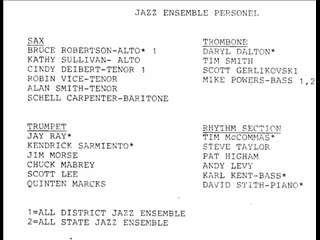 JAZZ ENSEMBLE PERSONEL
SAX
BRUCE ROBERTSON-ALTO* 1
KATHY SULLIVAN- ALTO
CINDY DEIBERT-TENOR 1
ROBIN VICE-TENOR
ALAN SMITH-TENOR
SCHELL CARPENTER-BARITONE
TROMBONE
DARYL DALTON*
TIM SMITH
SCOTT GERLIKOVSKI
MIKE POWERS-BASS 1,2
TRUMPET
JAY RAY*
KENDRICK SARMIENTO*
JIM MORSE
CHUCK MABREY
SCOTT LEE
QUINTEN MARCKS
RHYTHM SECTION
TIM McCOMMAS*
STEVE TAYLOR
PAT HIGHAM
ANDY LEVY
KARL KENT-BASS*
DAVID STITH-PIANO*
1=ALL DISTRICT JAZZ ENSEMBLE
2=ALL STATE JAZZ ENSEMBLE